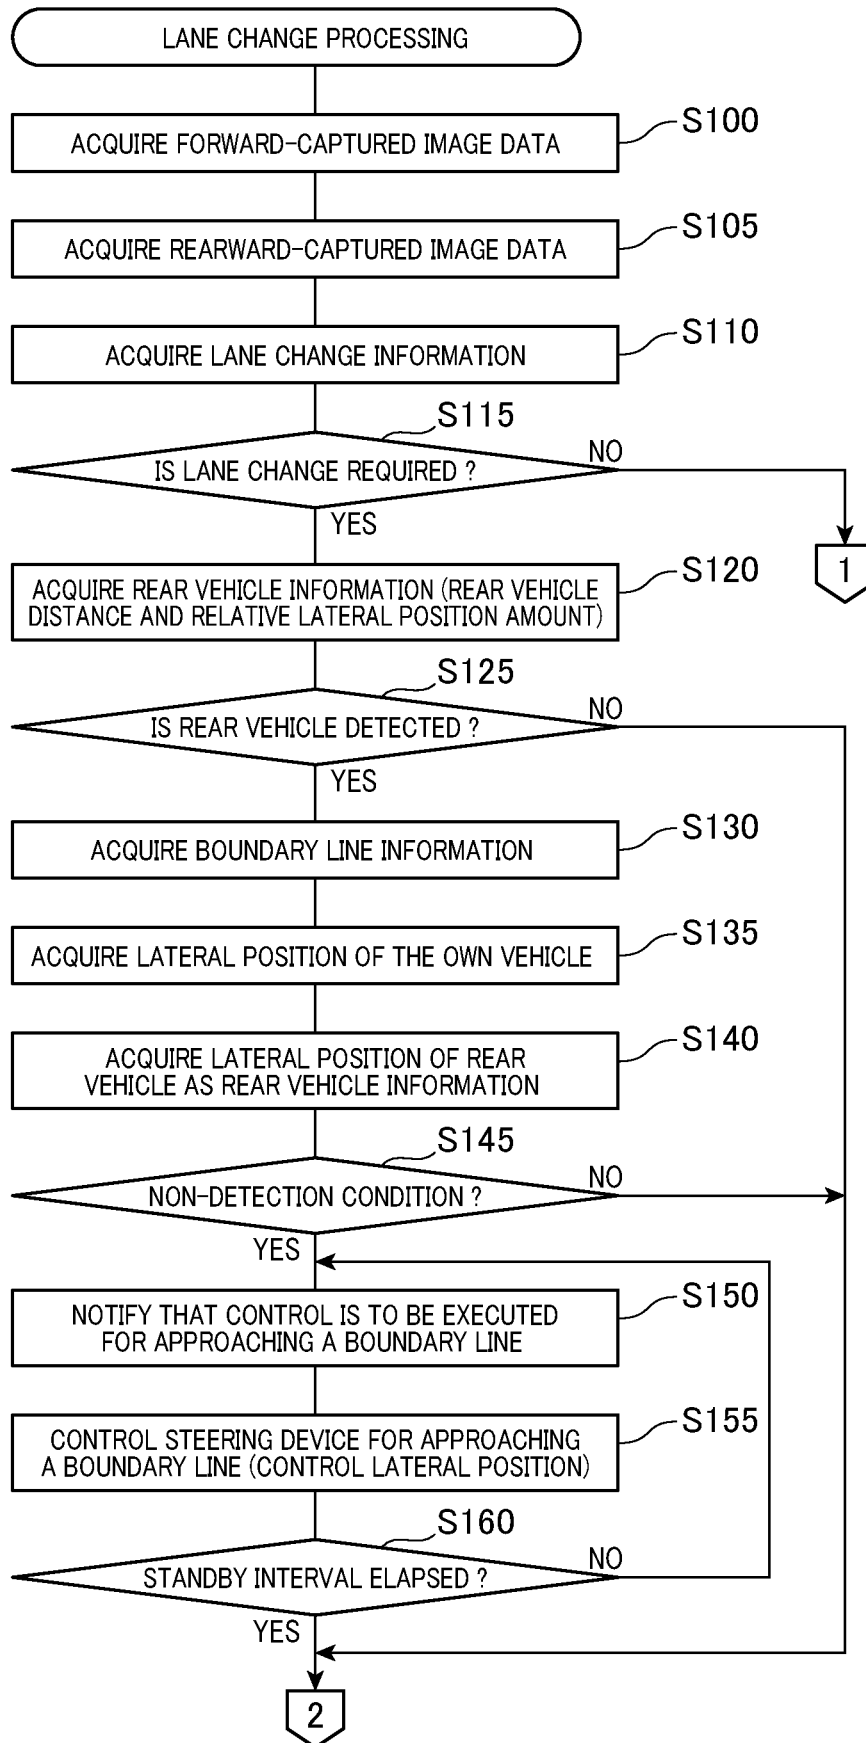 LANE CHANGE PROCESSING
ACQUIRE FORWARD-CAPTURED IMAGE DATA
S100
ACQUIRE REARWARD-CAPTURED IMAGE DATA
S105
ACQUIRE LANE CHANGE INFORMATION
S110
S115
IS LANE CHANGE REQUIRED ?
NO
YES
1
ACQUIRE REAR VEHICLE INFORMATION (REAR VEHICLE
DISTANCE AND RELATIVE LATERAL POSITION AMOUNT)
S120
S125
IS REAR VEHICLE DETECTED ?
NO
YES
ACQUIRE BOUNDARY LINE INFORMATION
S130
ACQUIRE LATERAL POSITION OF THE OWN VEHICLE
S135
ACQUIRE LATERAL POSITION OF REAR
VEHICLE AS REAR VEHICLE INFORMATION
S140
S145
NON-DETECTION CONDITION ?
NO
YES
NOTIFY THAT CONTROL IS TO BE EXECUTED
FOR APPROACHING A BOUNDARY LINE
S150
CONTROL STEERING DEVICE FOR APPROACHING
A BOUNDARY LINE (CONTROL LATERAL POSITION)
S155
S160
STANDBY INTERVAL ELAPSED ?
NO
YES
2